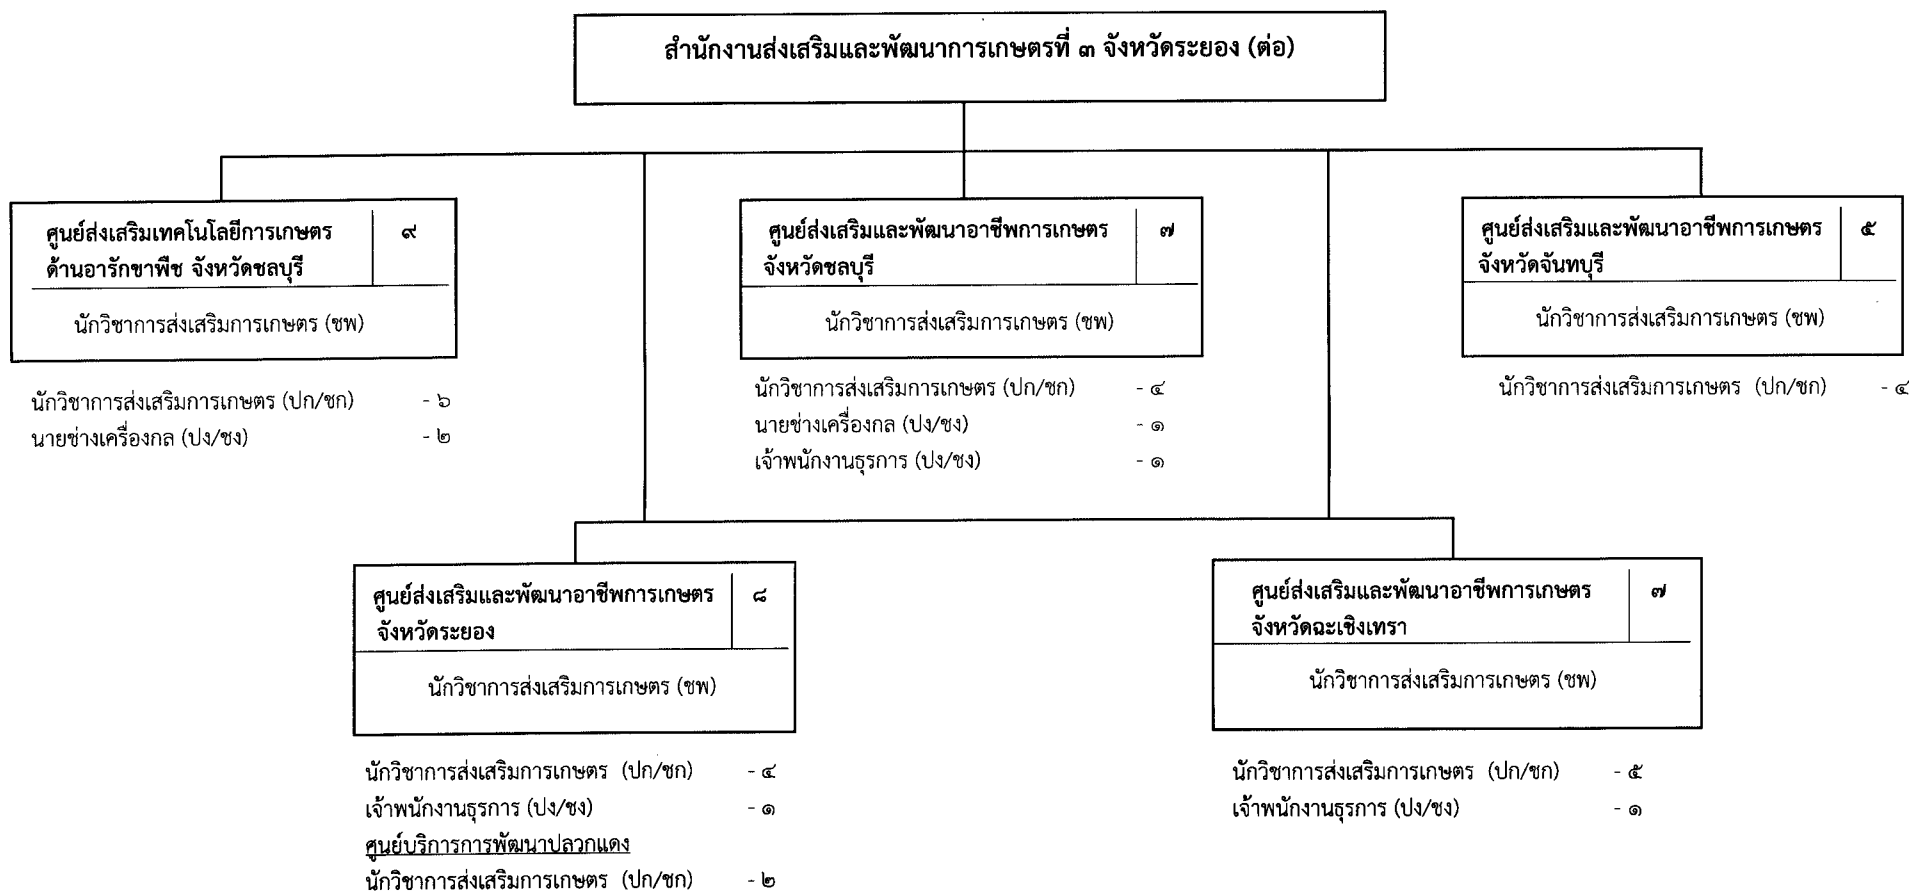 สำนักงานส่งเสริมและพัฒนาการเกษตรที่ ๓ จังหวัดระยอง (ต่อ)
ศูนย์ส่งเสริมเทคโนโลยีการเกษตร ๙
ด้านอารักขาพืช จังหวัดชลบุรี
นักวิชาการส่งเสริมการเกษตร (ชพ)
นักวิชาการส่งเสริมการเกษตร (ปก/ชก) - ๖
นายช่างเครื่องกล (ปง/ชง) - ๒
ศูนย์ส่งเสริมและพัฒนาอาชีพการเกษตร ๗
จังหวัดชลบุรี
นักวิชาการส่งเสริมการเกษตร (ชพ)
นักวิชาการส่งเสริมการเกษตร (ปก/ชก) - ๔
นายช่างเครื่องกล (ปง/ชง) - ๑
เจ้าพนักงานธุรการ (ปง/ชง) - ๑
ศูนย์ส่งเสริมและพัฒนาอาชีพการเกษตร ๕
จังหวัดจันทบุรี
นักวิชาการส่งเสริมการเกษตร (ชพ)
นักวิชาการส่งเสริมการเกษตร (ปก/ชก) - ๔
ศูนย์ส่งเสริมและพัฒนาอาชีพการเกษตร ๘
จังหวัดระยอง
นักวิชาการส่งเสริมการเกษตร (ชพ)
นักวิชาการส่งเสริมการเกษตร (ปก/ชก) - ๔
เจ้าพนักงานธุรการ (ปง/ชง) - ๑
ศูนย์บริการการพัฒนาปลวกแดง
นักวิชาการส่งเสริมการเกษตร (ปก/ชก) - ๒
ศูนย์ส่งเสริมและพัฒนาอาชีพการเกษตร ๗
จังหวัดฉะเชิงเทรา
นักวิชาการส่งเสริมการเกษตร (ชพ)
นักวิชาการส่งเสริมการเกษตร (ปก/ชก) - ๕
เจ้าพนักงานธุรการ (ปง/ชง) - ๑